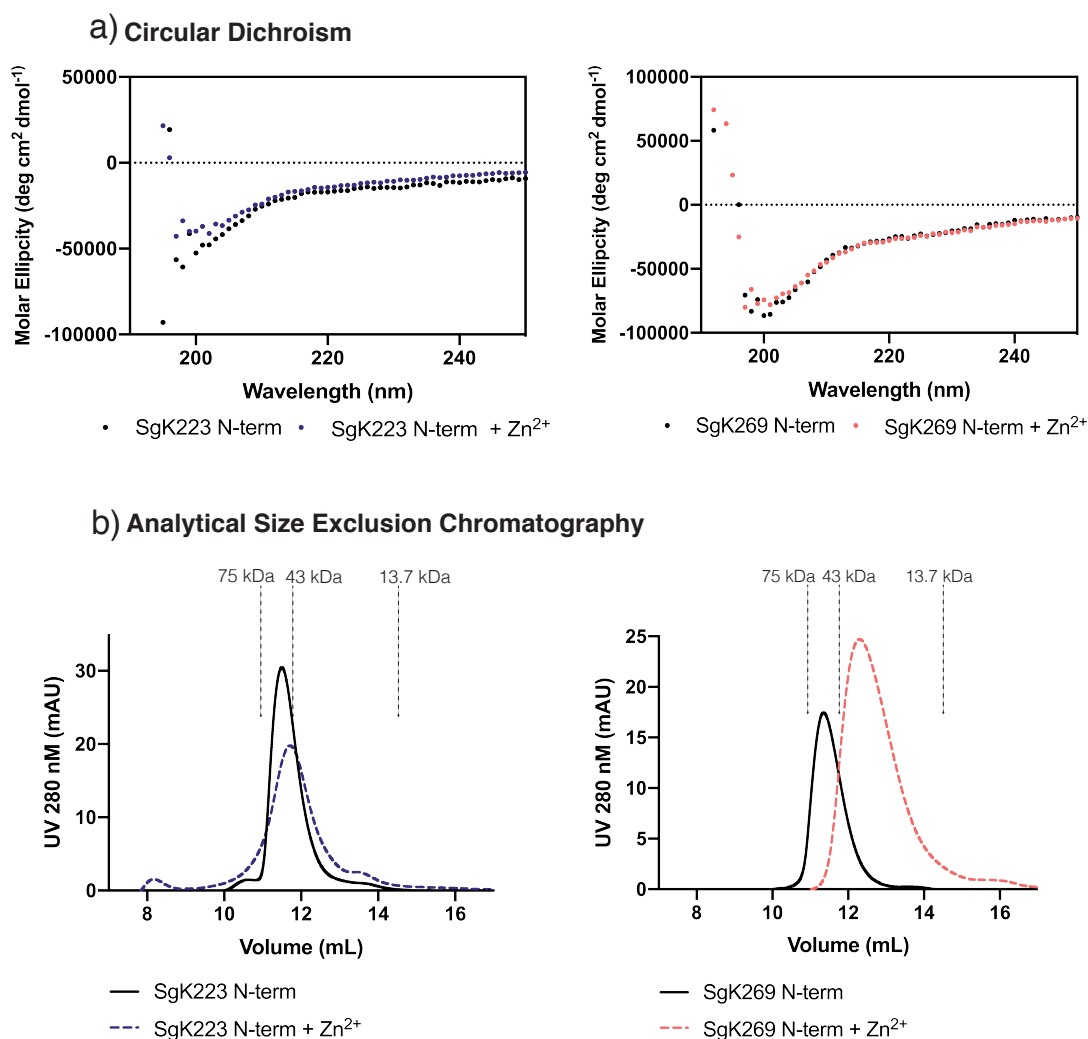 a) Circular Dichroism
50000
0
-50000
-100000
Molar Ellipcity (deg cm² dmol⁻¹)
200
220
240
Wavelength (nm)
SgK223 N-term
SgK223 N-term + Zn²⁺
100000
50000
0
-50000
-100000
Molar Ellipcity (deg cm² dmol⁻¹)
200
220
240
Wavelength (nm)
SgK269 N-term
SgK269 N-term + Zn²⁺
b) Analytical Size Exclusion Chromatography
75 kDa
43 kDa
13.7 kDa
30
20
10
0
UV 280 nM (mAU)
8
10
12
14
16
Volume (mL)
SgK223 N-term
SgK223 N-term + Zn²⁺
75 kDa
43 kDa
13.7 kDa
25
20
15
10
5
0
UV 280 nM (mAU)
8
10
12
14
16
Volume (mL)
SgK269 N-term
SgK269 N-term + Zn²⁺